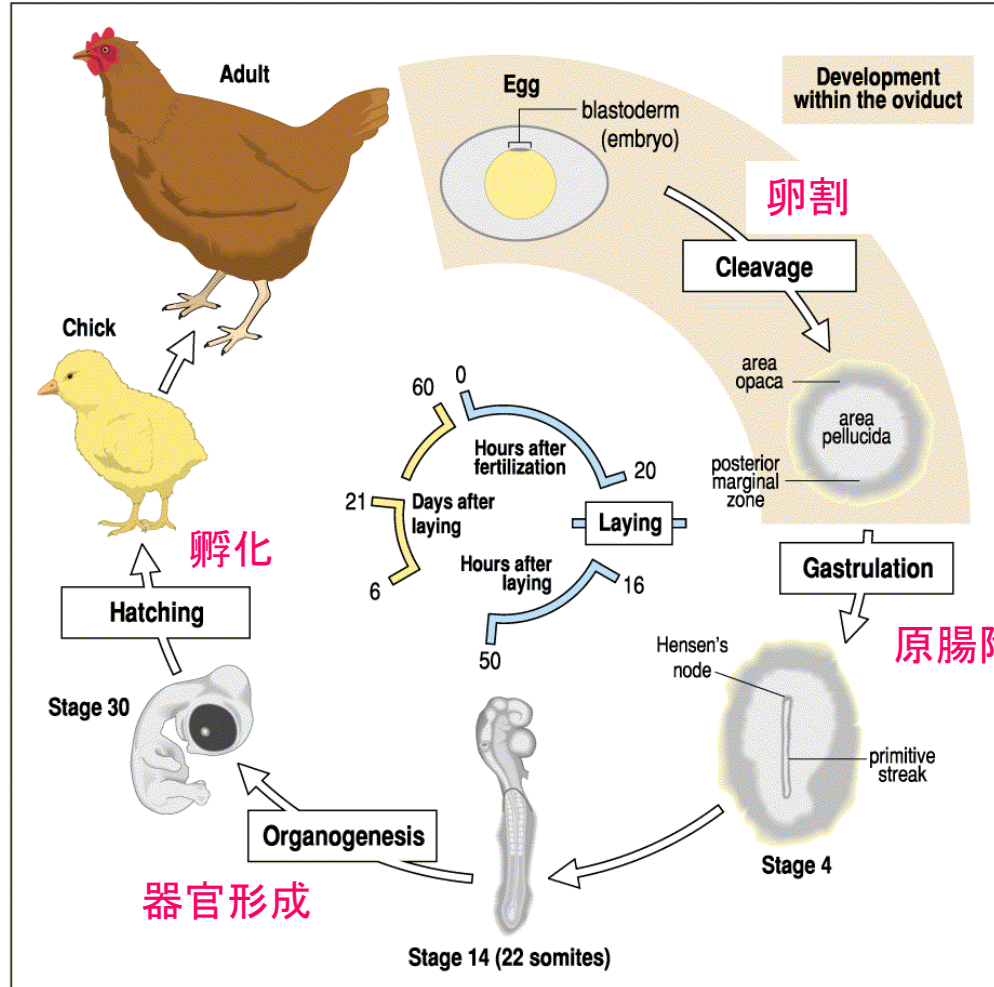 Adult
Egg
blastoderm
(embryo)
Development
within the oviduct
卵割
Cleavage
Chick
area
opaca
area
pellucida
posterior
marginal
zone
60
0
Hours after
fertilization
20
21
Days after
laying
Laying
6
Hours after
laying
16
50
孵化
Hatching
Gastrulation
原腸陥
Hensen's
node
primitive
streak
Stage 30
Stage 4
Organogenesis
器官形成
Stage 14 (22 somites)